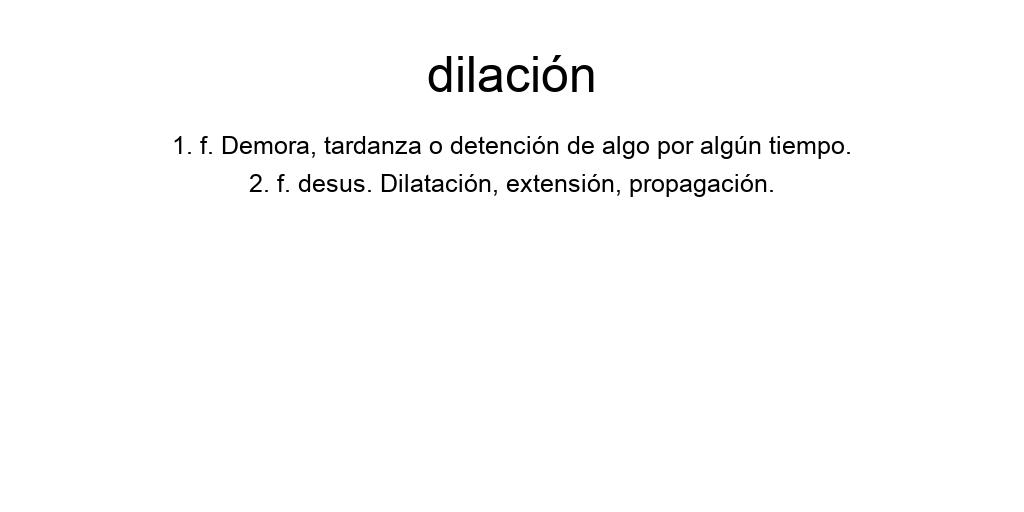 dilación
1. f. Demora, tardanza o detención de algo por algún tiempo.
2. f. desus. Dilatación, extensión, propagación.